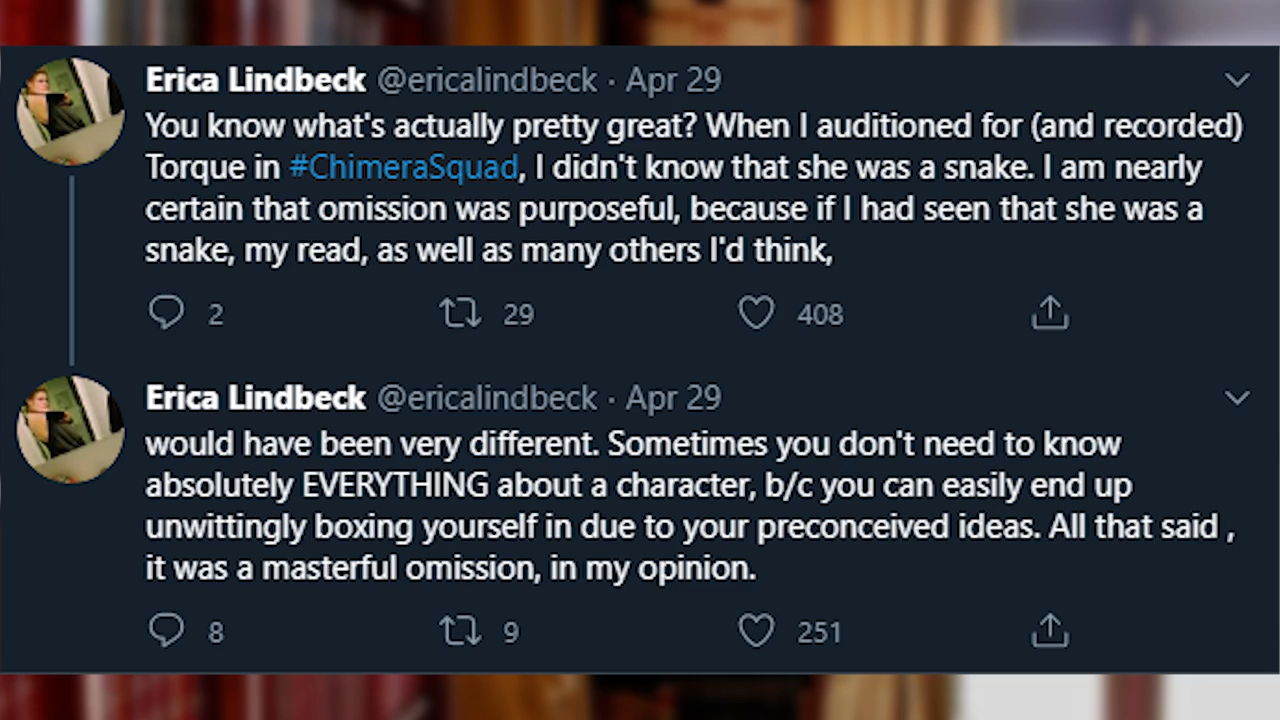 Erica Lindbeck @ericalindbeck · Apr 29
You know what's actually pretty great? When I auditioned for (and recorded)
Torque in #ChimeraSquad, I didn't know that she was a snake. I am nearly
certain that omission was purposeful, because if I had seen that she was a
snake, my read, as well as many others I'd think,
2 29 408
Erica Lindbeck @ericalindbeck · Apr 29
would have been very different. Sometimes you don't need to know
absolutely EVERYTHING about a character, b/c you can easily end up
unwittingly boxing yourself in due to your preconceived ideas. All that said ,
it was a masterful omission, in my opinion.
8 9 251